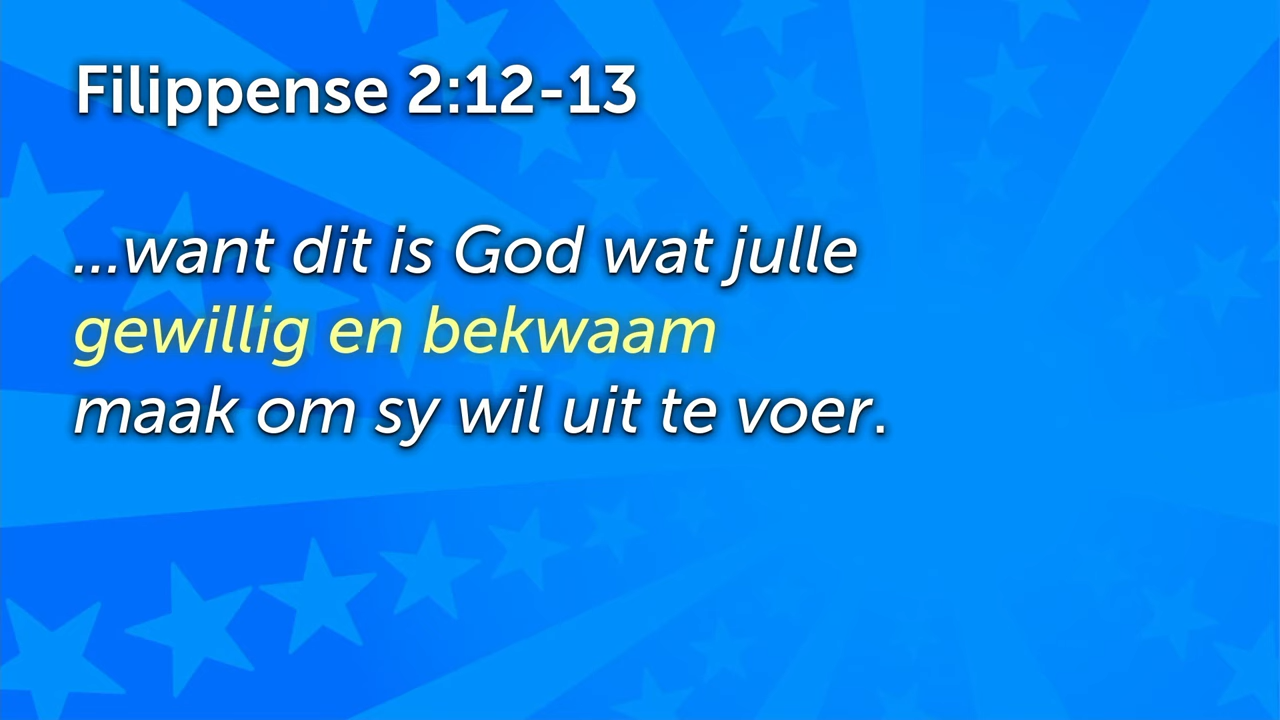 Filippense 2:12-13
...want dit is God wat julle
gewillig en bekwaam
maak om sy wil uit te voer.